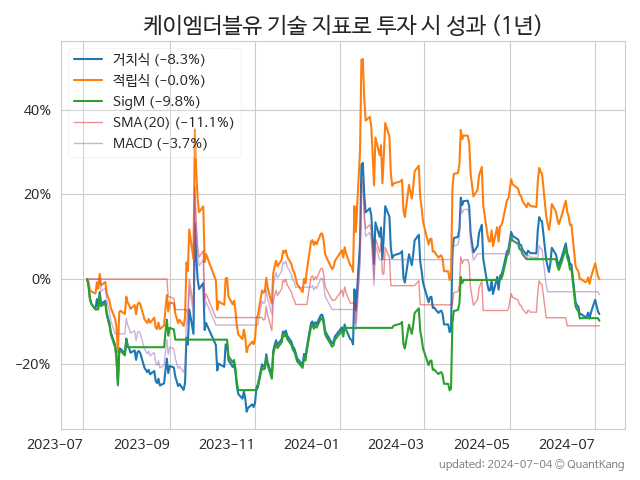 케이엠더블유 기술 지표로 투자 시 성과 (1년)
거치식 (−8.3%)
적립식 (−0.0%)
SigM (−9.8%)
SMA(20) (−11.1%)
MACD (−3.7%)
40%
20%
0%
−20%
2023-07 2023-09 2023-11 2024-01 2024-03 2024-05 2024-07
updated: 2024-07-04 © QuantKang